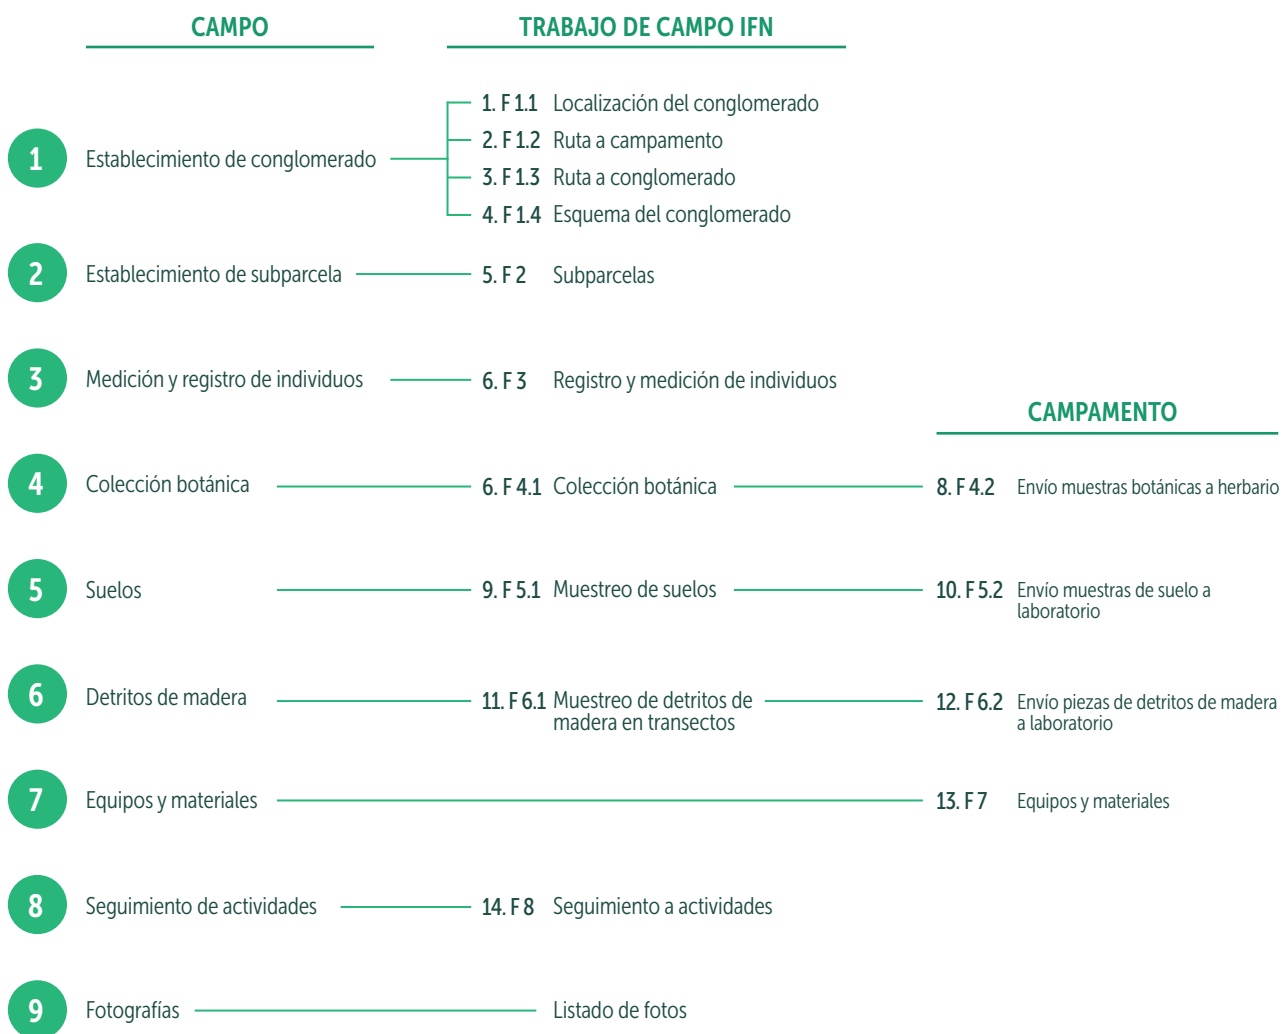 CAMPO
TRABAJO DE CAMPO IFN
1. F 1.1 Localización del conglomerado
2. F 1.2 Ruta a campamento
1 Establecimiento de conglomerado
3. F 1.3 Ruta a conglomerado
4. F 1.4 Esquema del conglomerado
2 Establecimiento de subparcela 5. F 2 Subparcelas
3 Medición y registro de individuos 6. F 3 Registro y medición de individuos
CAMPAMENTO
4 Colección botánica 6. F 4.1 Colección botánica 8. F 4.2 Envío muestras botánicas a herbario
5 Suelos 9. F 5.1 Muestreo de suelos 10. F 5.2 Envío muestras de suelo a
laboratorio
6 Detritos de madera 11. F 6.1 Muestreo de detritos de
madera en transectos
12. F 6.2 Envío piezas de detritos de madera
a laboratorio
7 Equipos y materiales 13. F 7 Equipos y materiales
8 Seguimiento de actividades 14. F 8 Seguimiento a actividades
9 Fotografías Listado de fotos